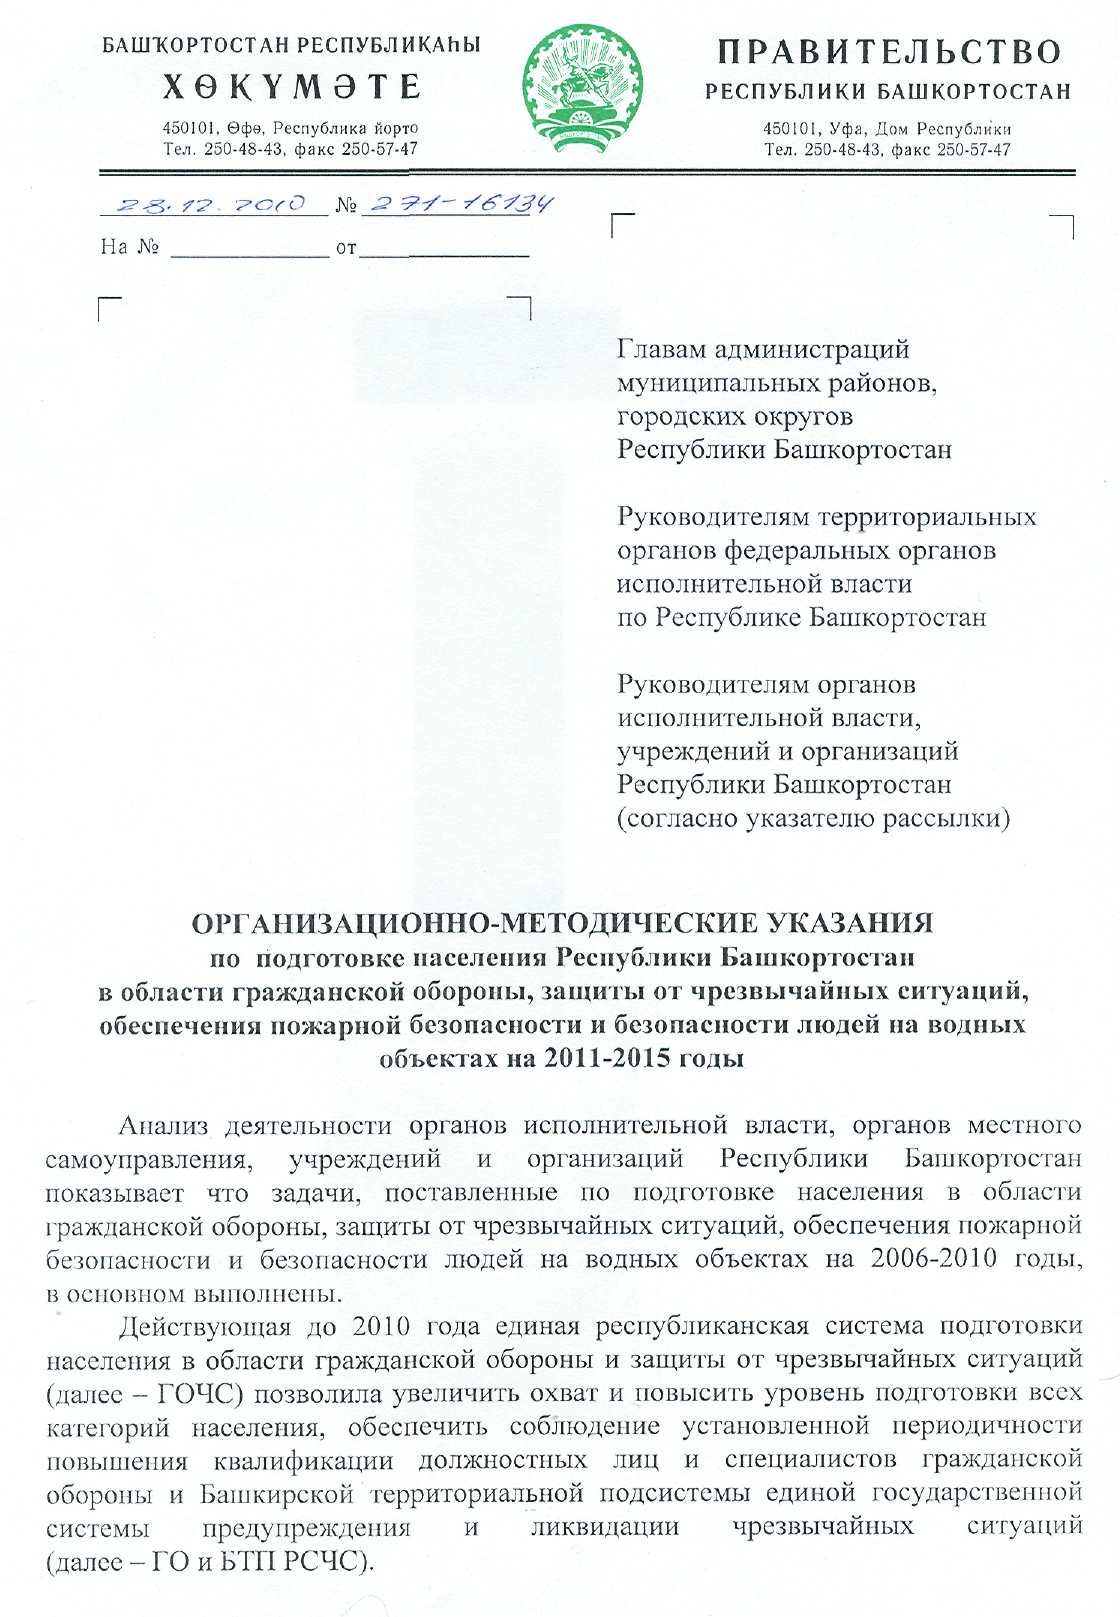 БАШҠОРТОСТАН РЕСПУБЛИКАҺЫ
ХӨКҮМӘТЕ
450101, Өфө, Республика йорто
Тел. 250-48-43, факс 250-57-47
ПРАВИТЕЛЬСТВО
РЕСПУБЛИКИ БАШКОРТОСТАН
450101, Уфа, Дом Республики
Тел. 250-48-43, факс 250-57-47
28.12.2010 № 271-16134
На № ____________ от ____________
Главам администраций
муниципальных районов,
городских округов
Республики Башкортостан
Руководителям территориальных
органов федеральных органов
исполнительной власти
по Республике Башкортостан
Руководителям органов
исполнительной власти,
учреждений и организаций
Республики Башкортостан
(согласно указателю рассылки)
ОРГАНИЗАЦИОННО-МЕТОДИЧЕСКИЕ УКАЗАНИЯ
по подготовке населения Республики Башкортостан
в области гражданской обороны, защиты от чрезвычайных ситуаций,
обеспечения пожарной безопасности и безопасности людей на водных
объектах на 2011-2015 годы
Анализ деятельности органов исполнительной власти, органов местного
самоуправления, учреждений и организаций Республики Башкортостан
показывает что задачи, поставленные по подготовке населения в области
гражданской обороны, защиты от чрезвычайных ситуаций, обеспечения пожарной
безопасности и безопасности людей на водных объектах на 2006-2010 годы,
в основном выполнены.
Действующая до 2010 года единая республиканская система подготовки
населения в области гражданской обороны и защиты от чрезвычайных ситуаций
(далее – ГОЧС) позволила увеличить охват и повысить уровень подготовки всех
категорий населения, обеспечить соблюдение установленной периодичности
повышения квалификации должностных лиц и специалистов гражданской
обороны и Башкирской территориальной подсистемы единой государственной
системы предупреждения и ликвидации чрезвычайных ситуаций
(далее – ГО и БТП РСЧС).